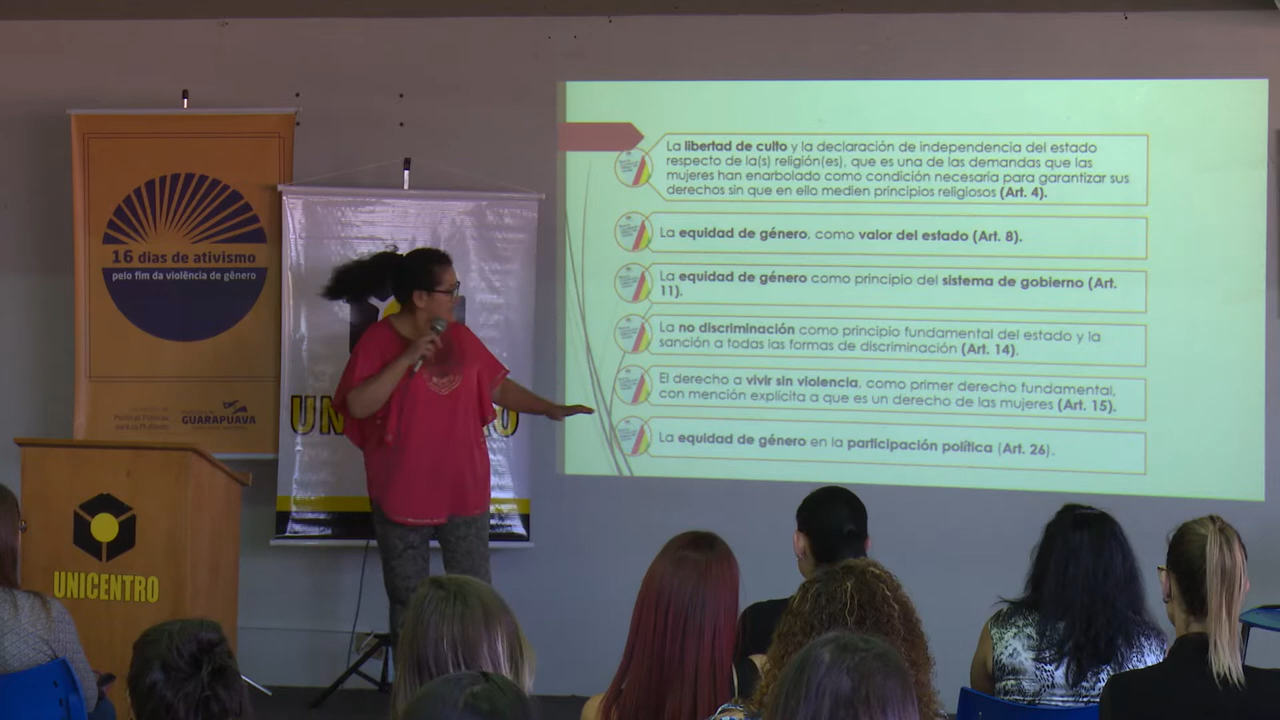 16 dias de ativismo
pelo fim da violência de gênero
GUARAPUAVA
UNICENTRO
La libertad de culto y la declaración de independencia del estado
respecto de la(s) religión(es), que es una de las demandas que las
mujeres han enarbolado como condición necesaria para garantizar sus
derechos sin que en ello medien principios religiosos (Art. 4).
La equidad de género, como valor del estado (Art. 8).
La equidad de género como principio del sistema de gobierno (Art.
11).
La no discriminación como principio fundamental del estado y la
sanción a todas las formas de discriminación (Art. 14).
El derecho a vivir sin violencia, como primer derecho fundamental,
con mención explícita a que es un derecho de las mujeres (Art. 15).
La equidad de género en la participación política (Art. 26).